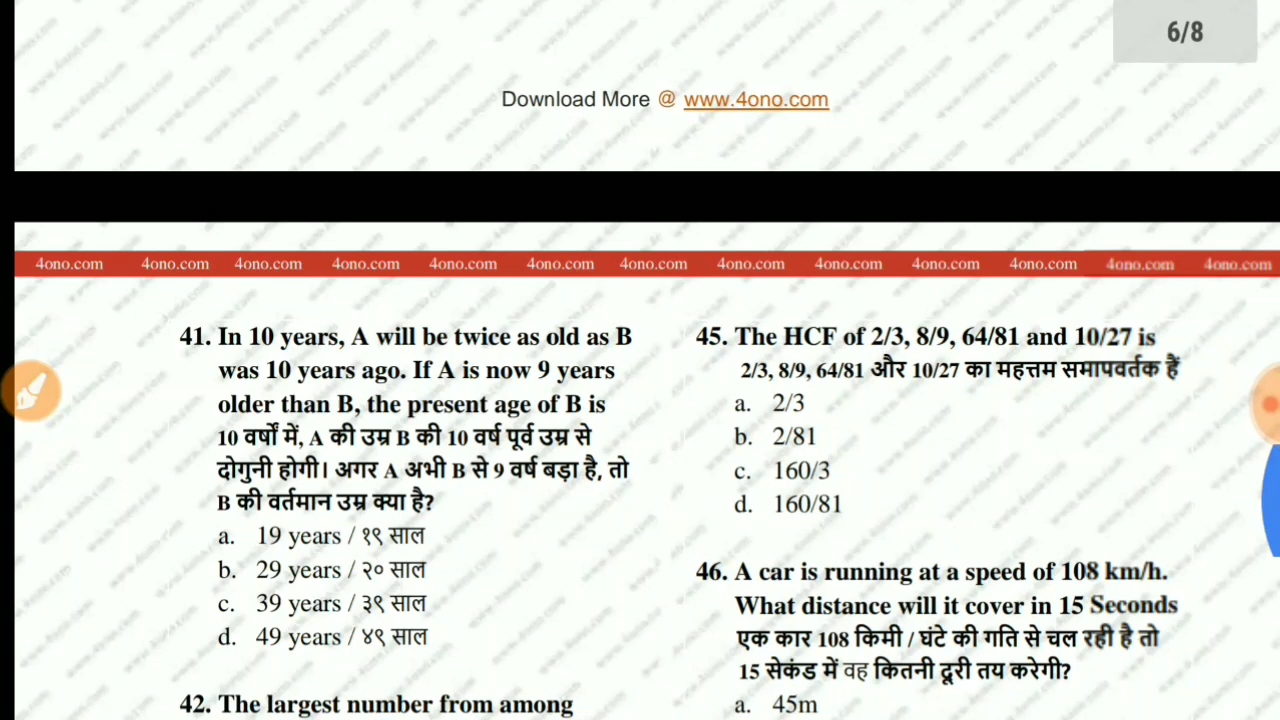 6/8
Download More @ www.4ono.com
4ono.com 4ono.com 4ono.com 4ono.com 4ono.com 4ono.com 4ono.com 4ono.com 4ono.com 4ono.com 4ono.com 4ono.com 4ono.com
41. In 10 years, A will be twice as old as B
was 10 years ago. If A is now 9 years
older than B, the present age of B is
10 वर्षों में, A की उम्र B की 10 वर्ष पूर्व उम्र से
दोगुनी होगी। अगर A अभी B से 9 वर्ष बड़ा है, तो
B की वर्तमान उम्र क्या है?
a. 19 years / १९ साल
b. 29 years / २० साल
c. 39 years / ३९ साल
d. 49 years / ४९ साल
42. The largest number from among
45. The HCF of 2/3, 8/9, 64/81 and 10/27 is
2/3, 8/9, 64/81 और 10/27 का महत्तम समापवर्तक हैं
a. 2/3
b. 2/81
c. 160/3
d. 160/81
46. A car is running at a speed of 108 km/h.
What distance will it cover in 15 Seconds
एक कार 108 किमी / घंटे की गति से चल रही है तो
15 सेकंड में वह कितनी दूरी तय करेगी?
a. 45m